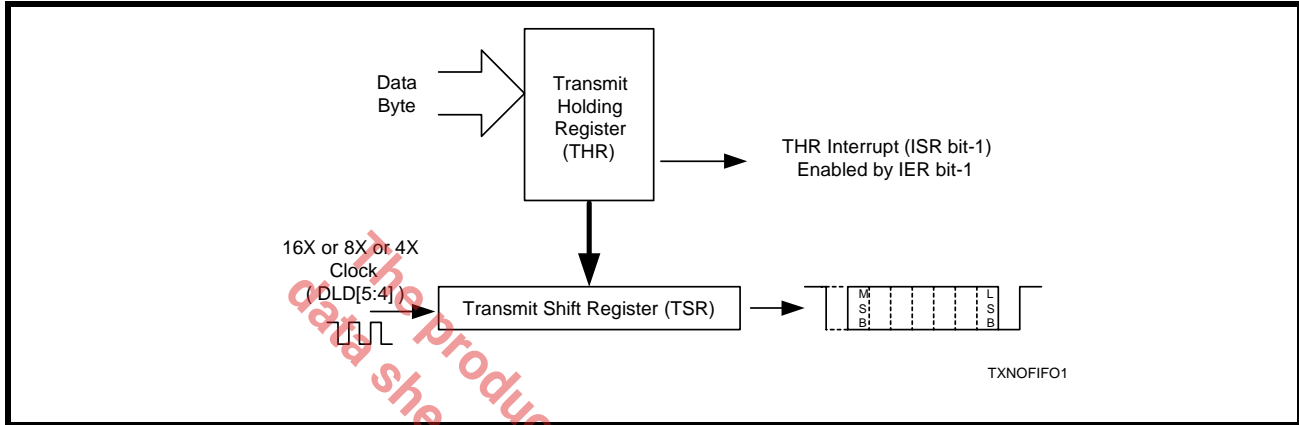 Data
Byte
Transmit
Holding
Register
(THR)
THR Interrupt (ISR bit-1)
Enabled by IER bit-1
16X or 8X or 4X
Clock
( DLD[5:4] )
Transmit Shift Register (TSR)
M
S
B
L
S
B
TXNOFIFO1
The produc
data she